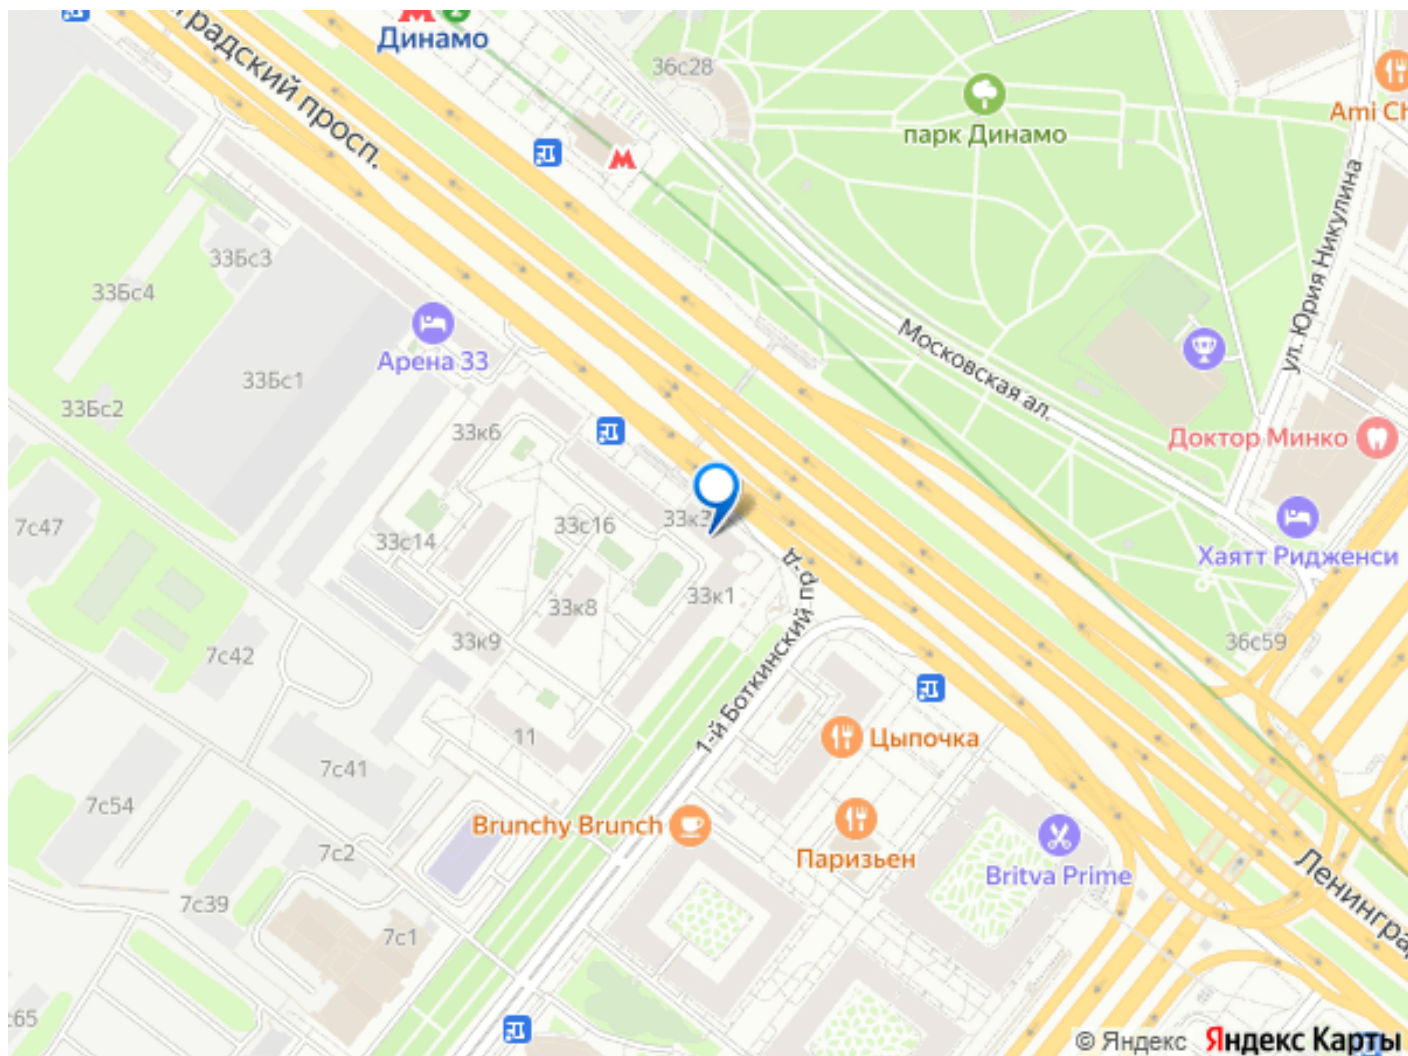 Динамо
градский просп.
36с28
парк Динамо
Ami Ch
ул. Юрия Никулина
33Бс3
33Бс4
Арена 33
33Бс1
33Бс2
Московская ал.
33к6
Доктор Минко
7с47
33с14
33с16
33к3
Хаятт Ридженси
1-й Боткинский пр-д
33к8
33к1
33к9
7с42
36с59
11
Цыпочка
7с41
7с54
Brunchy Brunch
Паризьен
Britva Prime
7с2
Ленингра
7с39
7с1
65
© Яндекс Яндекс Карты